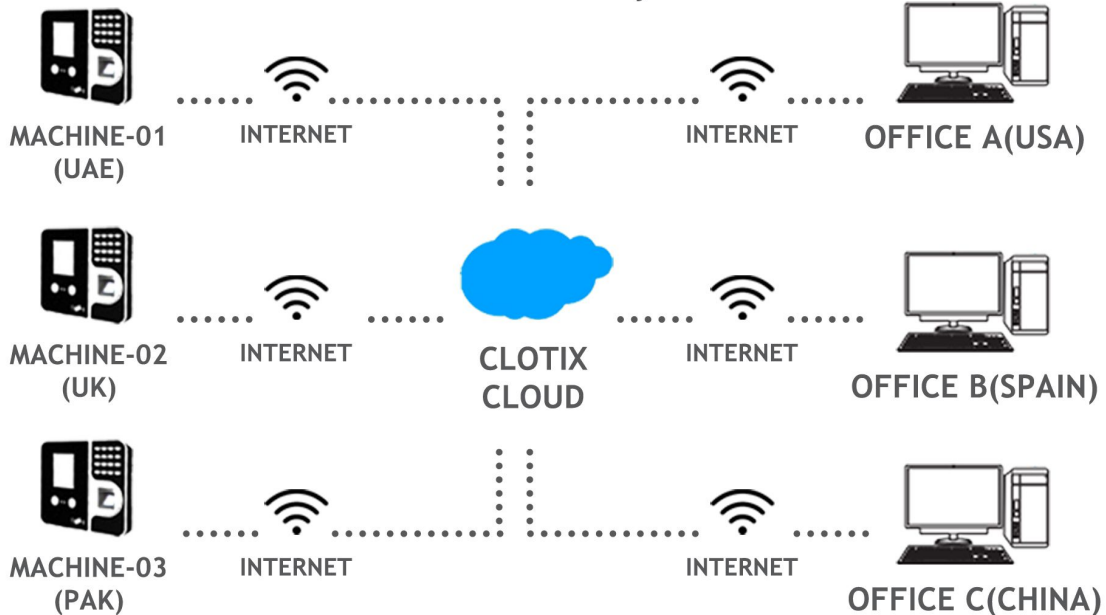 MACHINE-01
(UAE)
INTERNET
INTERNET
OFFICE A(USA)
MACHINE-02
(UK)
INTERNET
CLOTIX
CLOUD
INTERNET
OFFICE B(SPAIN)
MACHINE-03
(PAK)
INTERNET
INTERNET
OFFICE C(CHINA)